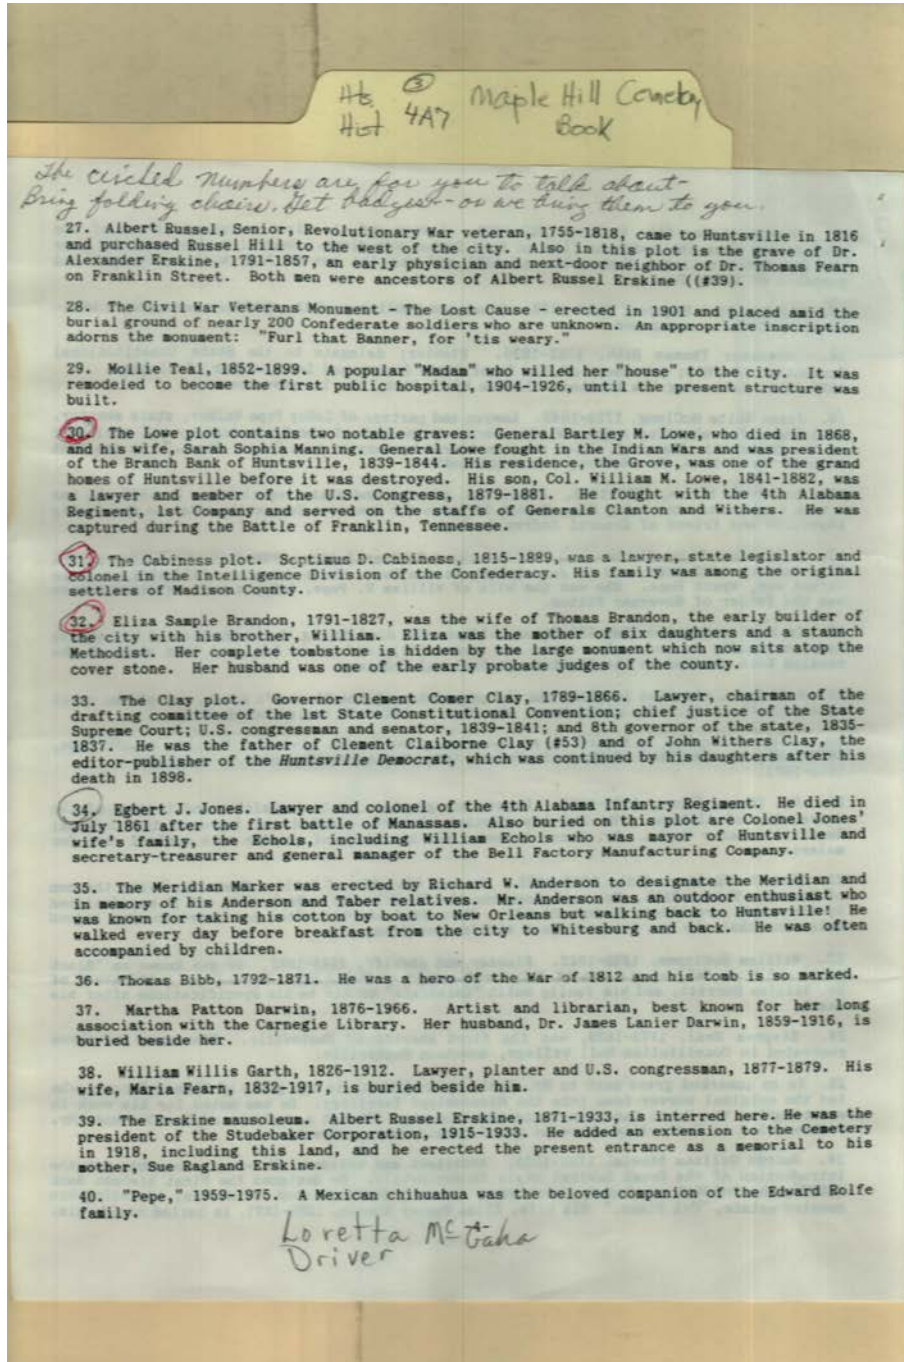 Hts ③ Maple Hill Cemetery
Hist 4A7 Book
The circled numbers are for you to talk about-
Bring folding chairs. Get badges-- or we bring them to you.
27. Albert Russel, Senior, Revolutionary War veteran, 1755-1818, came to Huntsville in 1816
and purchased Russel Hill to the west of the city. Also in this plot is the grave of Dr.
Alexander Erskine, 1791-1857, an early physician and next-door neighbor of Dr. Thomas Fearn
on Franklin Street. Both men were ancestors of Albert Russel Erskine ((#39).
28. The Civil War Veterans Monument - The Lost Cause - erected in 1901 and placed amid the
burial ground of nearly 200 Confederate soldiers who are unknown. An appropriate inscription
adorns the monument: "Furl that Banner, for 'tis weary."
29. Mollie Teal, 1852-1899. A popular "Madam" who willed her "house" to the city. It was
remodeled to become the first public hospital, 1904-1926, until the present structure was
built.
30. The Lowe plot contains two notable graves: General Bartley M. Lowe, who died in 1868,
and his wife, Sarah Sophia Manning. General Lowe fought in the Indian Wars and was president
of the Branch Bank of Huntsville, 1839-1844. His residence, the Grove, was one of the grand
homes of Huntsville before it was destroyed. His son, Col. William M. Lowe, 1841-1882, was
a lawyer and member of the U.S. Congress, 1879-1881. He fought with the 4th Alabama
Regiment, 1st Company and served on the staffs of Generals Clanton and Withers. He was
captured during the Battle of Franklin, Tennessee.
31. The Cabiness plot. Septimus D. Cabiness, 1815-1889, was a lawyer, state legislator and
colonel in the Intelligence Division of the Confederacy. His family was among the original
settlers of Madison County.
32. Eliza Sample Brandon, 1791-1827, was the wife of Thomas Brandon, the early builder of
the city with his brother, William. Eliza was the mother of six daughters and a staunch
Methodist. Her complete tombstone is hidden by the large monument which now sits atop the
cover stone. Her husband was one of the early probate judges of the county.
33. The Clay plot. Governor Clement Comer Clay, 1789-1866. Lawyer, chairman of the
drafting committee of the 1st State Constitutional Convention; chief justice of the State
Supreme Court; U.S. congressman and senator, 1839-1841; and 8th governor of the state, 1835-
1837. He was the father of Clement Claiborne Clay (#53) and of John Withers Clay, the
editor-publisher of the Huntsville Democrat, which was continued by his daughters after his
death in 1898.
34. Egbert J. Jones. Lawyer and colonel of the 4th Alabama Infantry Regiment. He died in
July 1861 after the first battle of Manassas. Also buried on this plot are Colonel Jones'
wife's family, the Echols, including William Echols who was mayor of Huntsville and
secretary-treasurer and general manager of the Bell Factory Manufacturing Company.
35. The Meridian Marker was erected by Richard W. Anderson to designate the Meridian and
in memory of his Anderson and Taber relatives. Mr. Anderson was an outdoor enthusiast who
was known for taking his cotton by boat to New Orleans but walking back to Huntsville! He
walked every day before breakfast from the city to Whitesburg and back. He was often
accompanied by children.
36. Thomas Bibb, 1792-1871. He was a hero of the War of 1812 and his tomb is so marked.
37. Martha Patton Darwin, 1876-1966. Artist and librarian, best known for her long
association with the Carnegie Library. Her husband, Dr. James Lanier Darwin, 1859-1916, is
buried beside her.
38. William Willis Garth, 1826-1912. Lawyer, planter and U.S. congressman, 1877-1879. His
wife, Maria Fearn, 1832-1917, is buried beside him.
39. The Erskine mausoleum. Albert Russel Erskine, 1871-1933, is interred here. He was the
president of the Studebaker Corporation, 1915-1933. He added an extension to the Cemetery
in 1918, including this land, and he erected the present entrance as a memorial to his
mother, Sue Ragland Erskine.
40. "Pepe," 1959-1975. A Mexican chihuahua was the beloved companion of the Edward Rolfe
family.
Loretta McGaha
Driver